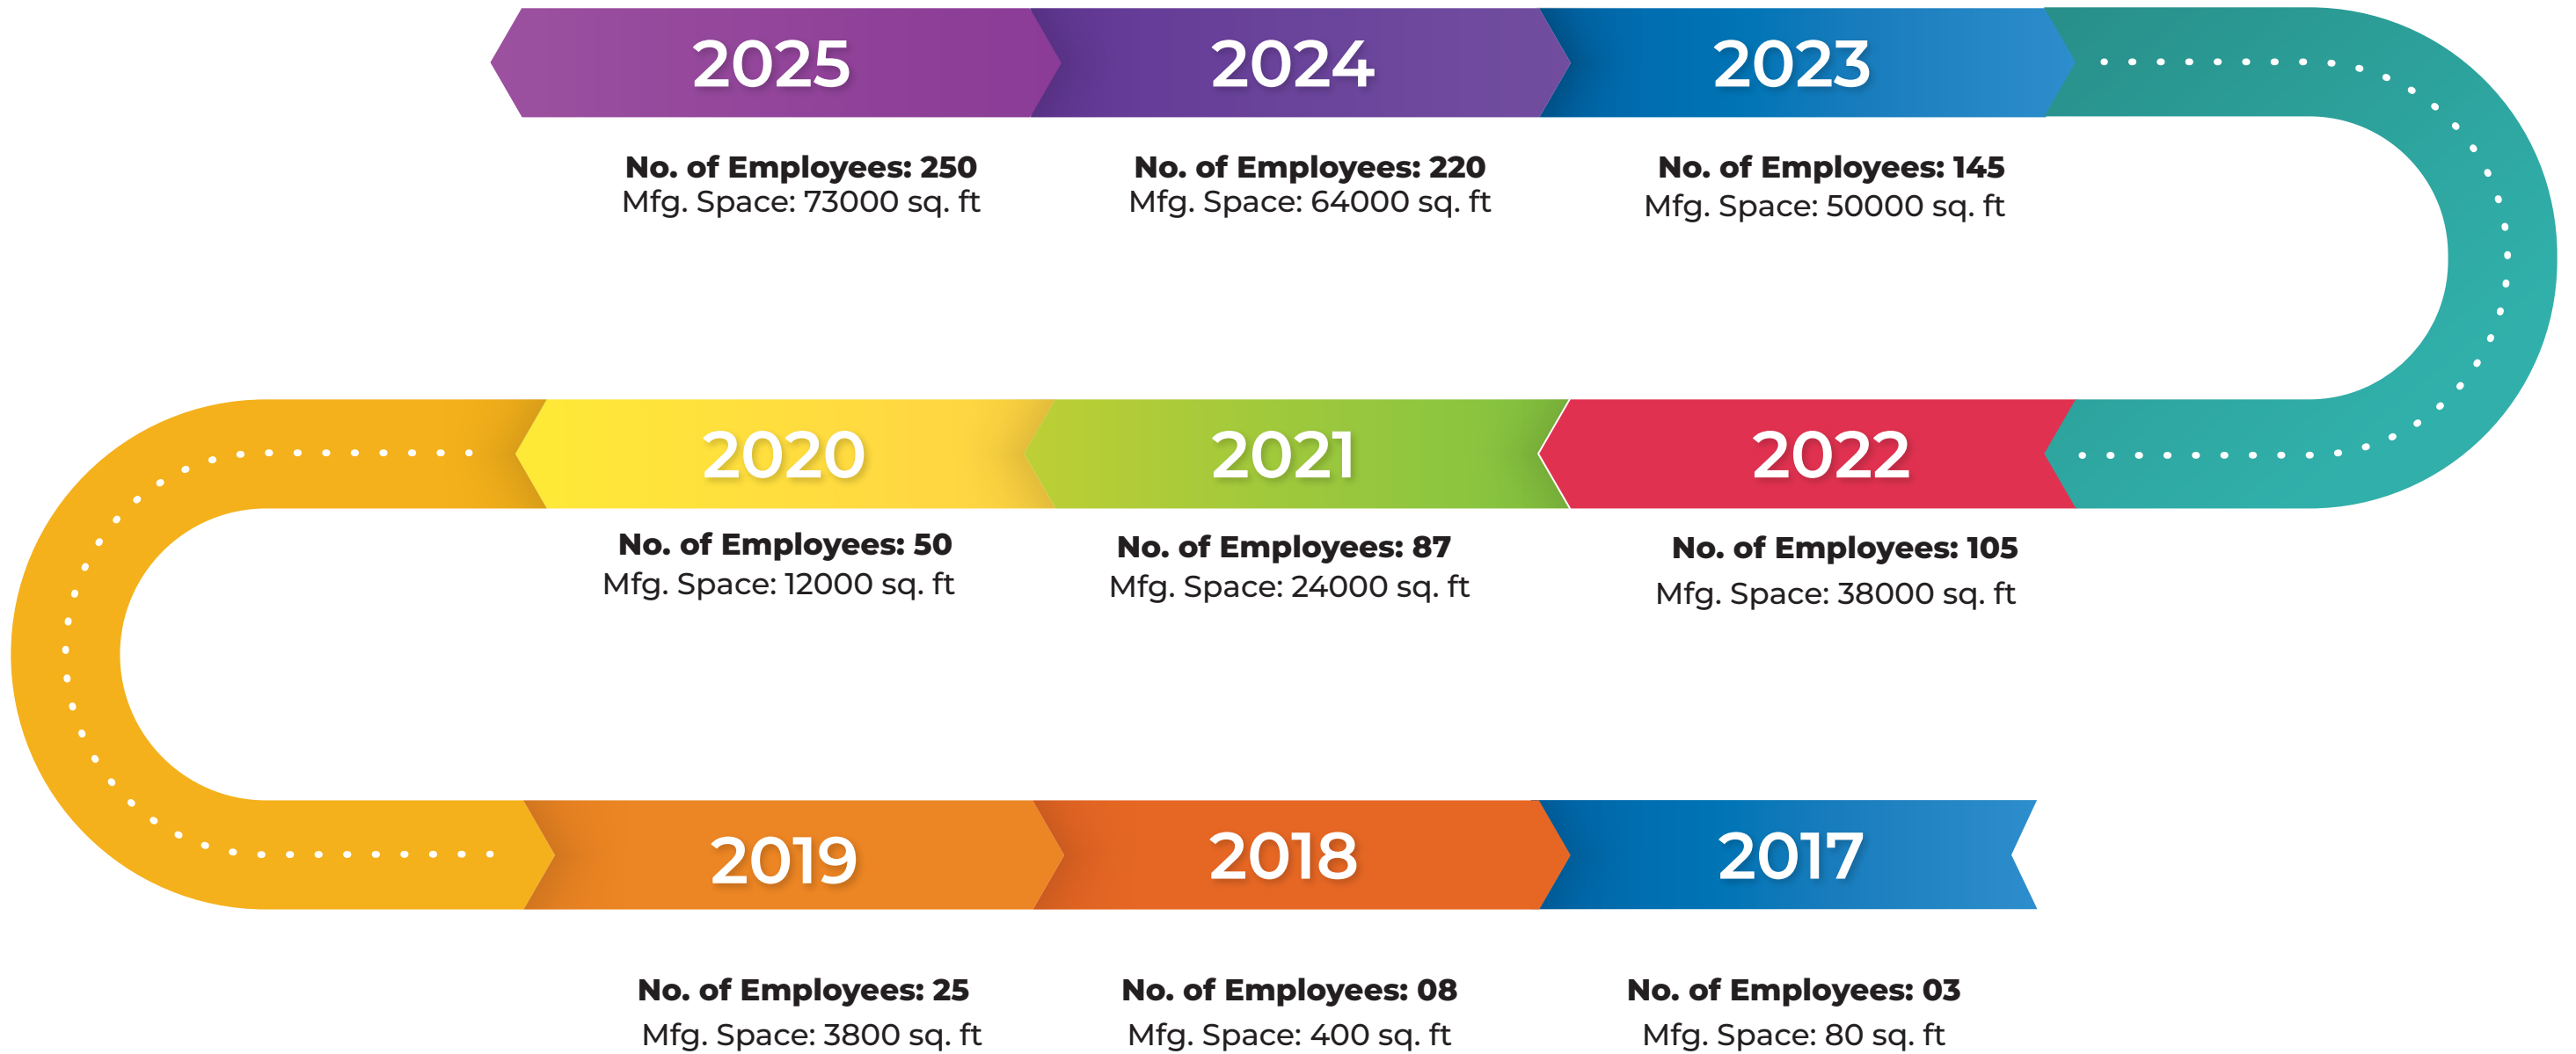 2025
No. of Employees: 250
Mfg. Space: 73000 sq. ft
2024
No. of Employees: 220
Mfg. Space: 64000 sq. ft
2023
No. of Employees: 145
Mfg. Space: 50000 sq. ft
2020
No. of Employees: 50
Mfg. Space: 12000 sq. ft
2021
No. of Employees: 87
Mfg. Space: 24000 sq. ft
2022
No. of Employees: 105
Mfg. Space: 38000 sq. ft
2019
No. of Employees: 25
Mfg. Space: 3800 sq. ft
2018
No. of Employees: 08
Mfg. Space: 400 sq. ft
2017
No. of Employees: 03
Mfg. Space: 80 sq. ft